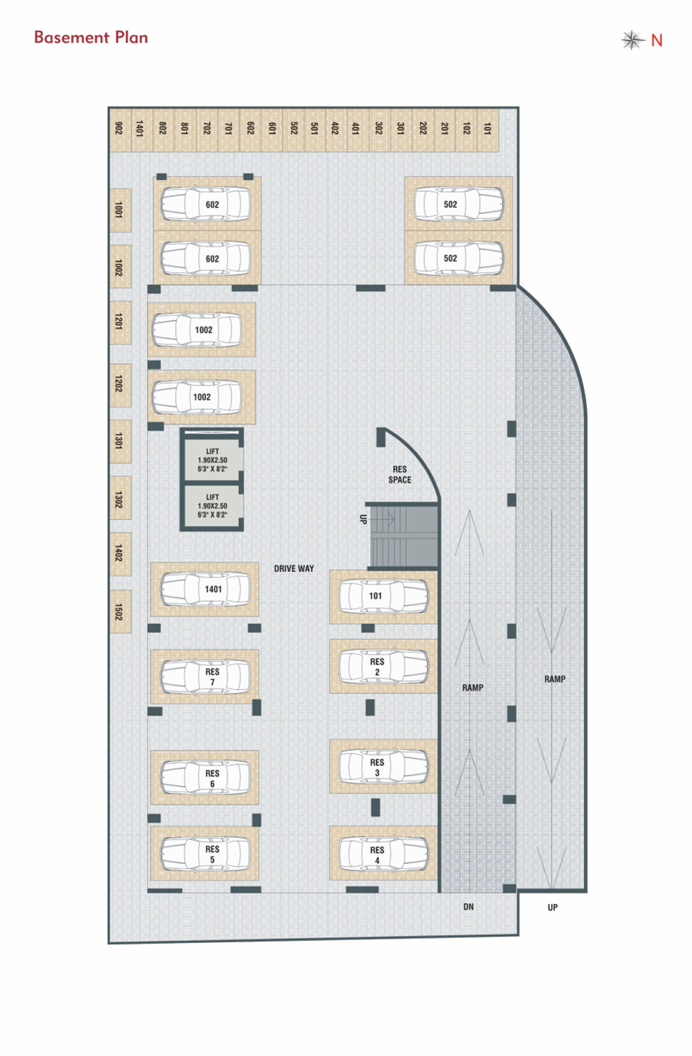 Basement Plan
N
902
1401
802
801
702
701
602
601
502
501
402
401
302
301
202
201
102
101
1001
1002
1201
1202
1301
1302
1402
1502
602
502
602
502
1002
1002
LIFT
1.90X2.50
6'3" X 8'2"
LIFT
1.90X2.50
6'3" X 8'2"
RES
SPACE
UP
DRIVE WAY
1401
101
RES
7
RES
2
RAMP
RAMP
RES
6
RES
3
RES
5
RES
4
DN
UP